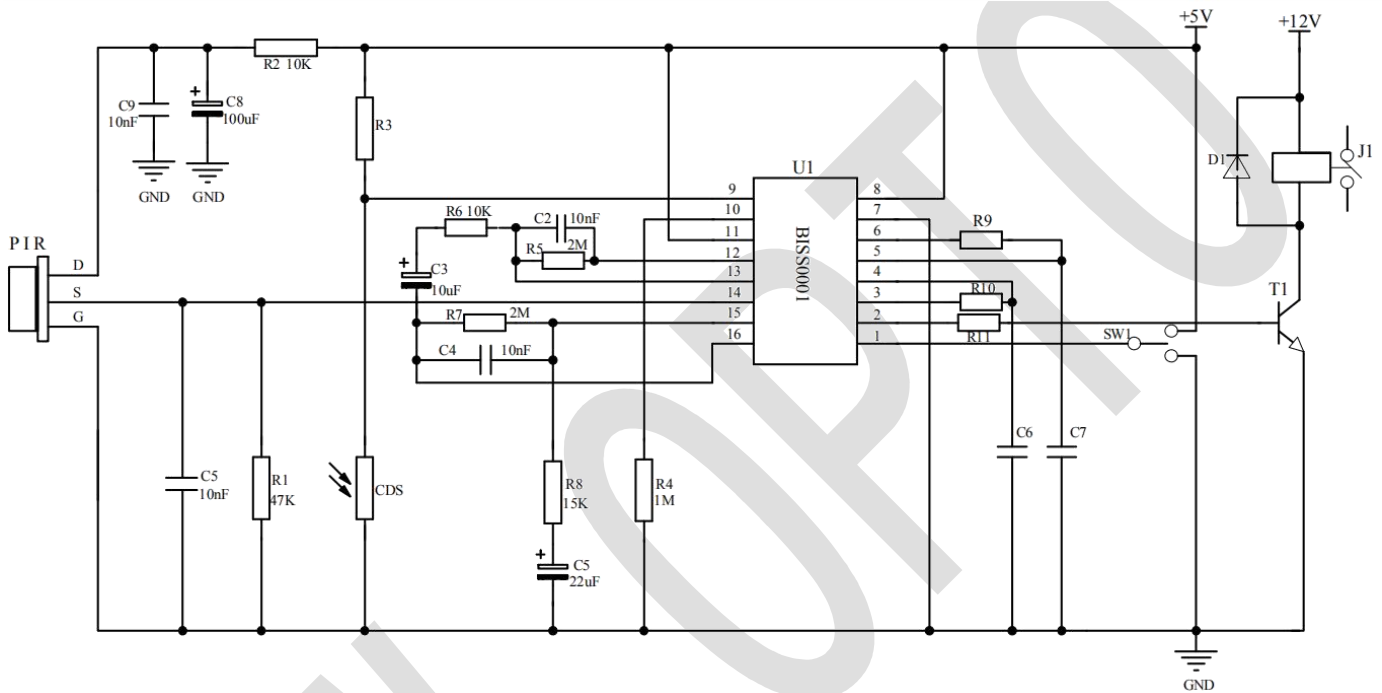 +5V
+12V
R2 10K
C9
10nF
C8
100uF
R3
GND
GND
U1
D1
J1
9
8
10
7
R6 10K
C2
10nF
11
6
R9
R5
2M
12
5
BISS0001
P I R
D
C3
10uF
13
4
R10
T1
S
14
3
G
R7
2M
15
2
R11
SW1
C4
10nF
16
1
C6
C7
C5
10nF
R1
47K
CDS
R8
15K
R4
1M
C5
22uF
GND
OPTO